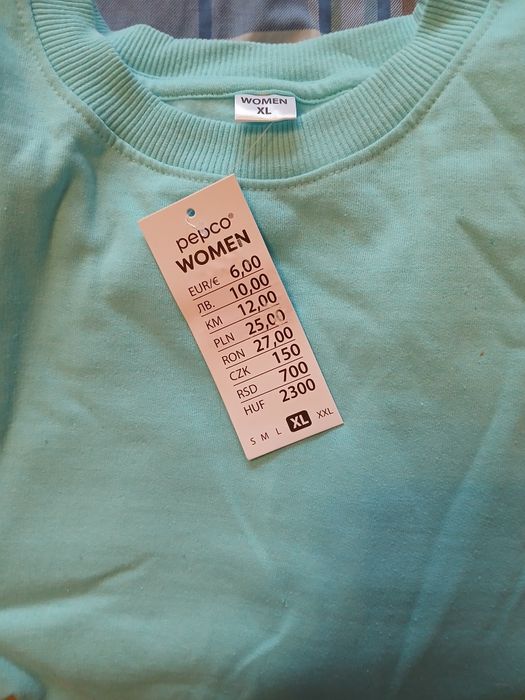 WOMEN
XL
pepco®
WOMEN
EUR/€ 6,00
ЛВ. 10,00
KM 12,00
PLN 25,00
RON 27,00
CZK 150
RSD 700
HUF 2300
S M L XL XXL